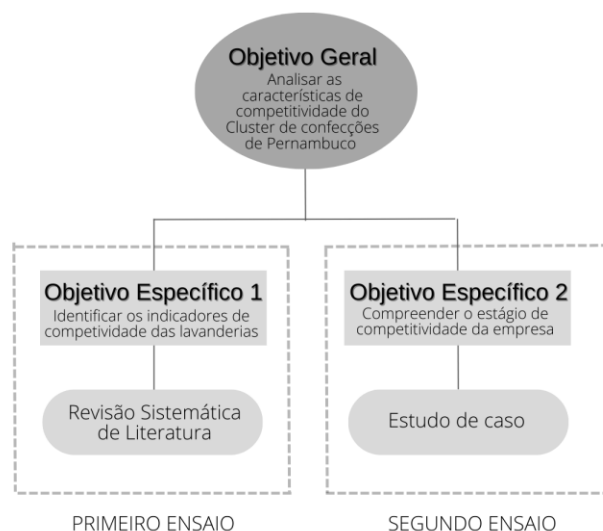 Objetivo Geral
Analisar as
características de
competitividade do
Cluster de confecções
de Pernambuco
Objetivo Específico 1
Identificar os indicadores de
competividade das lavanderias
Revisão Sistemática
de Literatura
PRIMEIRO ENSAIO
Objetivo Específico 2
Compreender o estágio de
competitividade da empresa
Estudo de caso
SEGUNDO ENSAIO